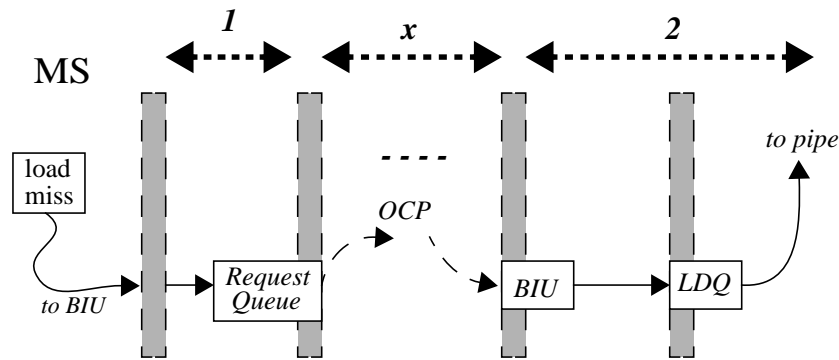 1
x
2
MS
to pipe
load
miss
OCP
Request
Queue
BIU
LDQ
to BIU